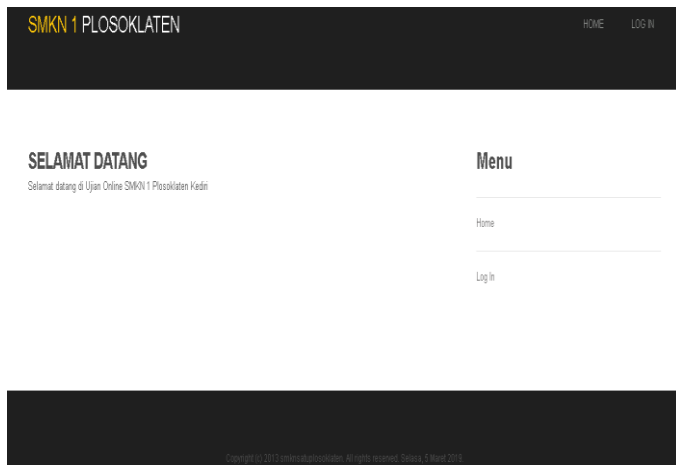 SMKN 1 PLOSOKLATEN
HOME LOG IN
SELAMAT DATANG
Selamat datang di Ujian Online SMKN 1 Plosoklaten Kediri
Menu
Home
Log In
Copyright (c) 2013 smknsatuplosoklaten. All rights reserved. Selasa, 5 Maret 2019.